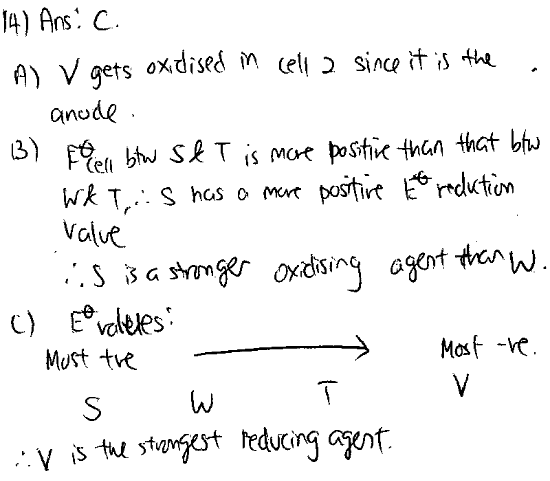 14) Ans: C.
A) V gets oxidised in cell 2 since it is the
anode.
B) E⦵cell btw S & T is more positive than that btw
W & T, ∴ S has a more positive E⦵ reduction
value
∴ S is a stronger oxidising agent than W.
C) E⦵ values:
Most +ve ⟶ Most -ve.
S W T V
∴ V is the strongest reducing agent.